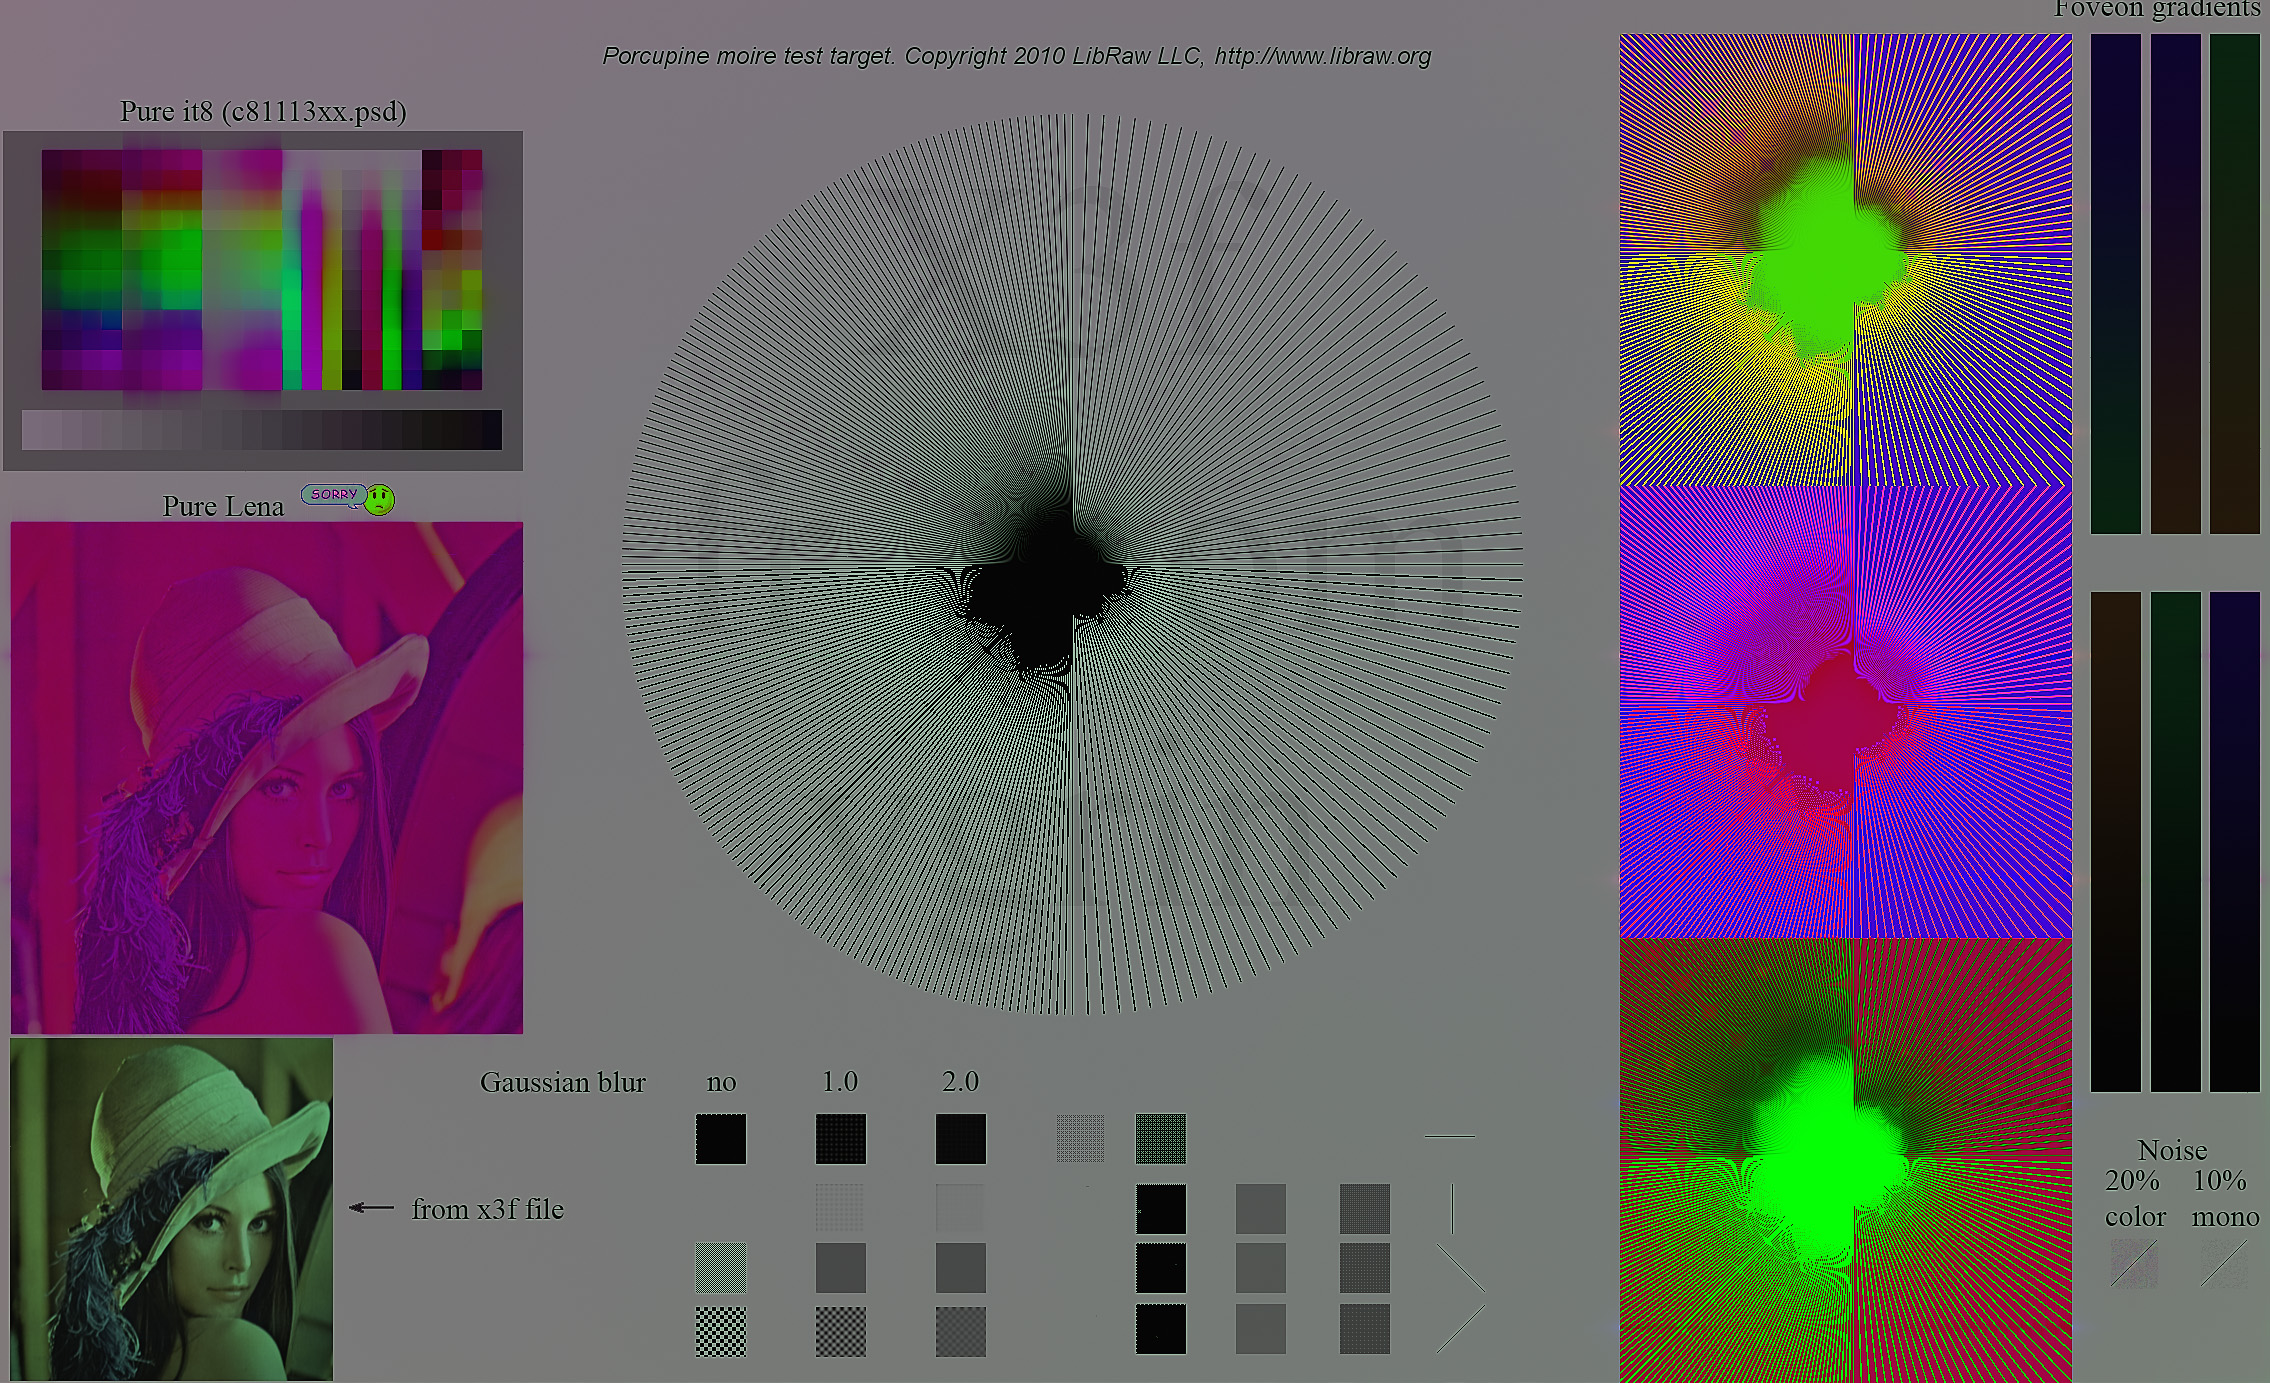 Foveon gradients
Porcupine moire test target. Copyright 2010 LibRaw LLC, http://www.libraw.org
Pure it8 (c81113xx.psd)
Pure Lena
SORRY
Gaussian blur no 1.0 2.0
from x3f file
Noise
20% 10%
color mono